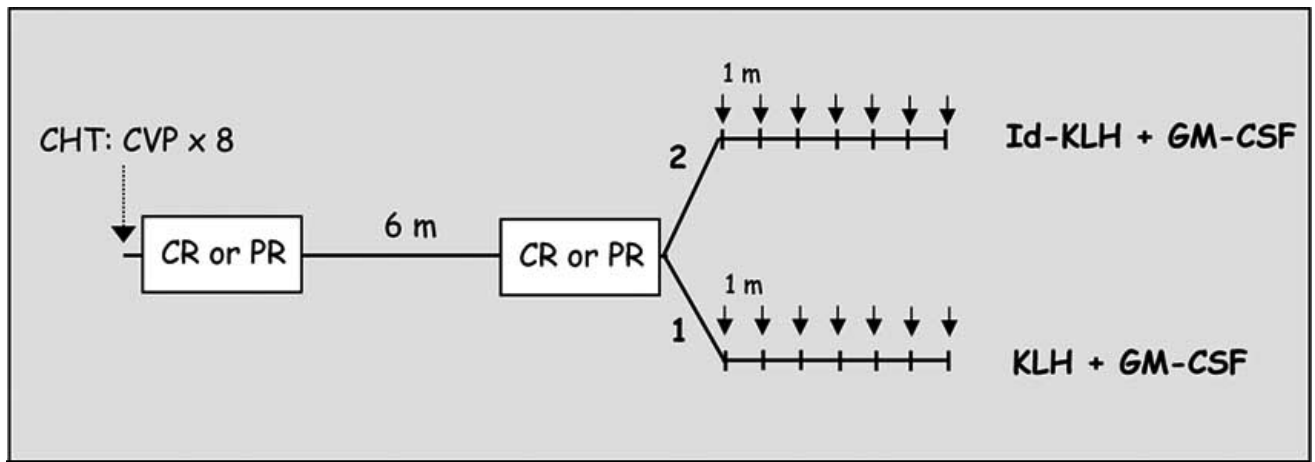 CHT: CVP x 8
CR or PR
6 m
CR or PR
2
1 m
Id-KLH + GM-CSF
1
1 m
KLH + GM-CSF